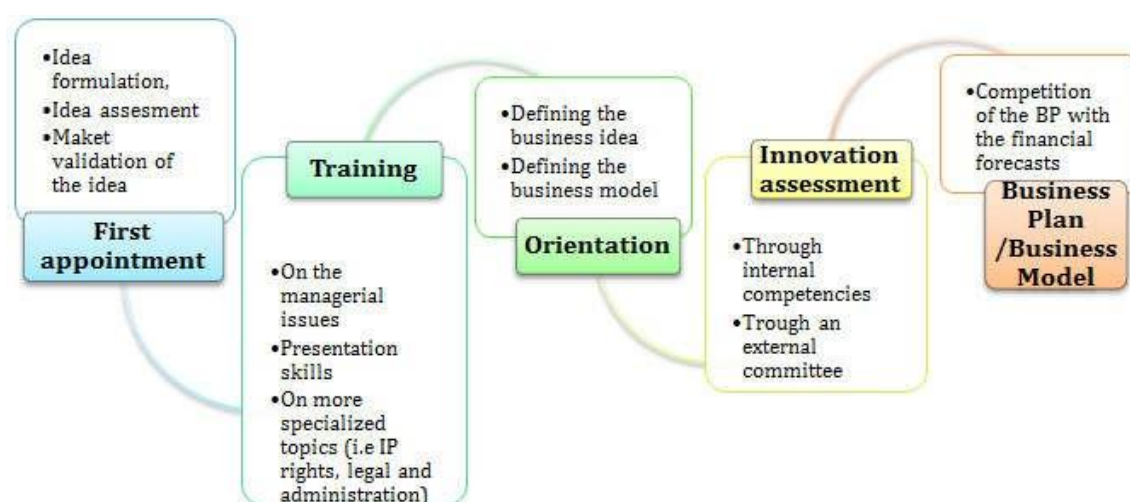 •Idea
formulation,
•Idea assesment
•Maket
validation of
the idea
First
appointment
Training
•On the
managerial
issues
•Presentation
skills
•On more
specialized
topics (i.e IP
rights, legal and
administration)
•Defining the
business idea
•Defining the
business model
Orientation
Innovation
assessment
•Through
internal
competencies
•Trough an
external
committee
•Competition
of the BP with
the financial
forecasts
Business
Plan
/Business
Model